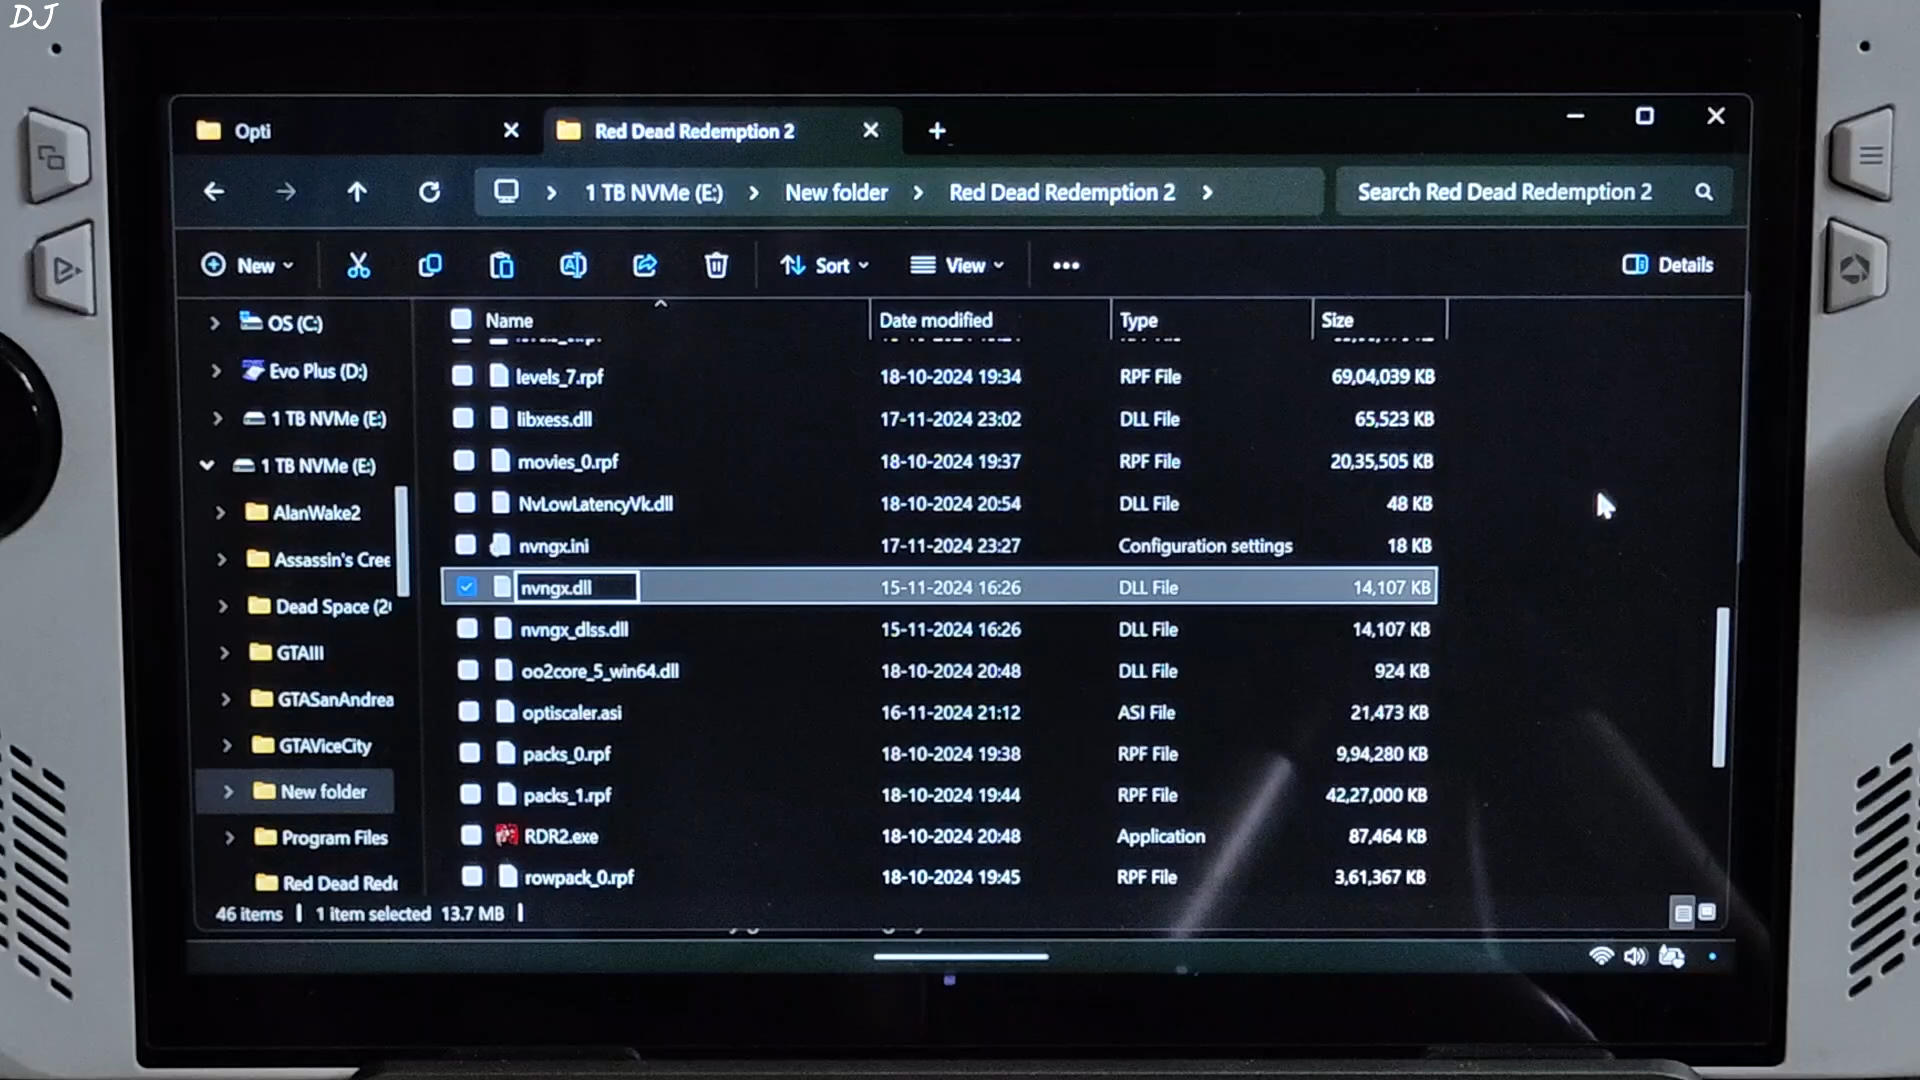 DJ
Opti
Red Dead Redemption 2
1 TB NVMe (E:) New folder Red Dead Redemption 2
Search Red Dead Redemption 2
New Sort View Details
Name Date modified Type Size
OS (C:)
Evo Plus (D:)
1 TB NVMe (E:)
1 TB NVMe (E:)
AlanWake2
Assassin's Cree
Dead Space (2
GTAIII
GTASanAndrea
GTAViceCity
New folder
Program Files
Red Dead Rede
levels_7.rpf 18-10-2024 19:34 RPF File 69,04,039 KB
libxess.dll 17-11-2024 23:02 DLL File 65,523 KB
movies_0.rpf 18-10-2024 19:37 RPF File 20,35,505 KB
NvLowLatencyVk.dll 18-10-2024 20:54 DLL File 48 KB
nvngx.ini 17-11-2024 23:27 Configuration settings 18 KB
nvngx.dll 15-11-2024 16:26 DLL File 14,107 KB
nvngx_dlss.dll 15-11-2024 16:26 DLL File 14,107 KB
oo2core_5_win64.dll 18-10-2024 20:48 DLL File 924 KB
optiscaler.asi 16-11-2024 21:12 ASI File 21,473 KB
packs_0.rpf 18-10-2024 19:38 RPF File 9,94,280 KB
packs_1.rpf 18-10-2024 19:44 RPF File 42,27,000 KB
RDR2.exe 18-10-2024 20:48 Application 87,464 KB
rowpack_0.rpf 18-10-2024 19:45 RPF File 3,61,367 KB
46 items 1 item selected 13.7 MB